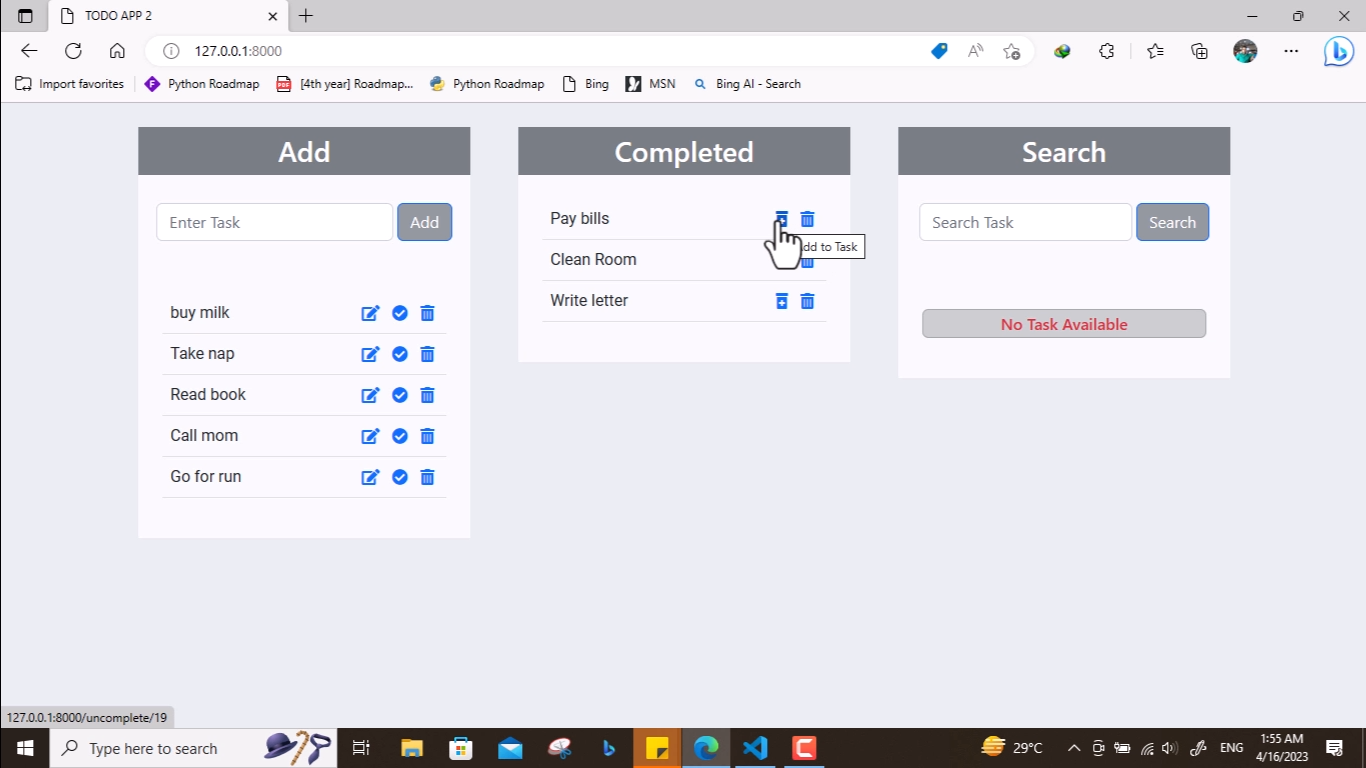 TODO APP 2
127.0.0.1:8000
Import favorites
Python Roadmap
[4th year] Roadmap...
Python Roadmap
Bing
MSN
Bing AI - Search
Add
Enter Task
Add
buy milk
Take nap
Read book
Call mom
Go for run
Completed
Pay bills
dd to Task
Clean Room
Write letter
Search
Search Task
Search
No Task Available
127.0.0.1:8000/uncomplete/19
Type here to search
29°C
ENG
1:55 AM
4/16/2023